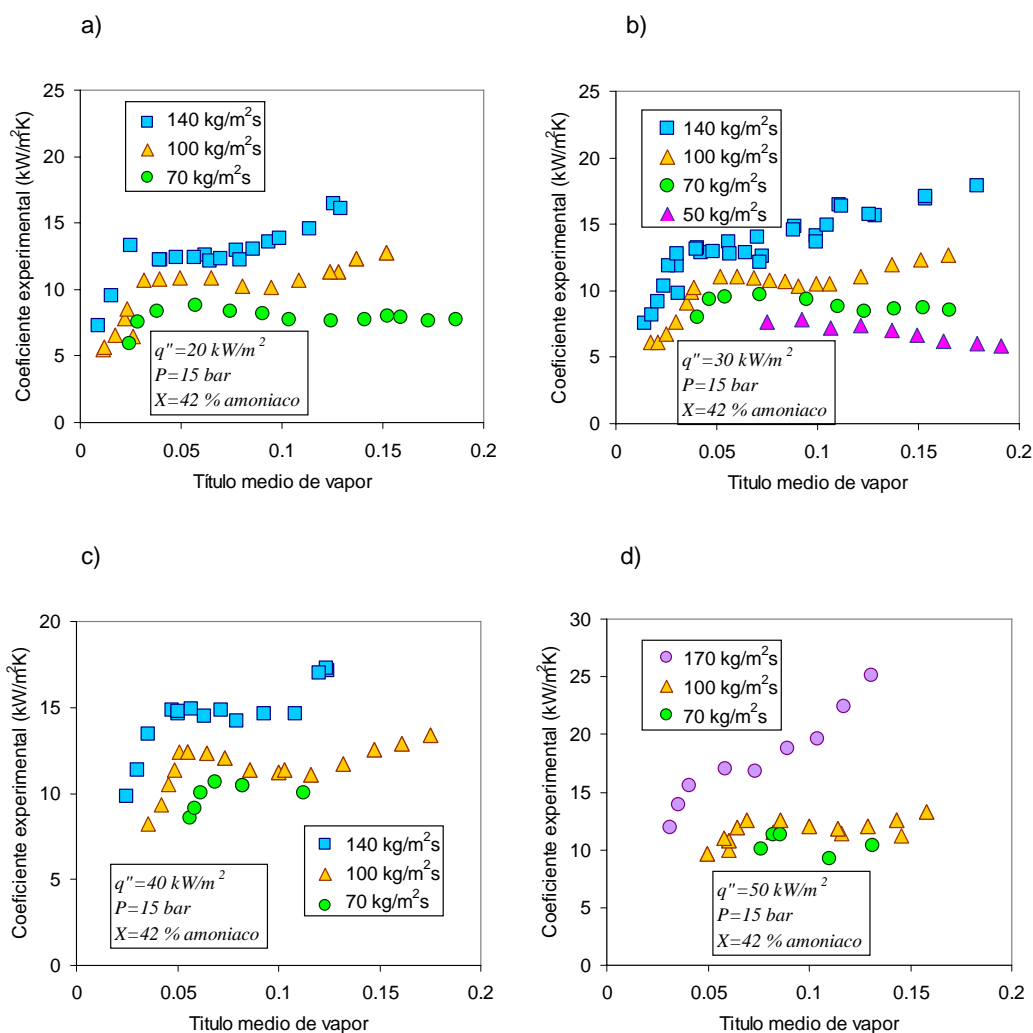 a)
Coeficiente experimental (kW/m²K)
25
20
15
10
5
0
140 kg/m²s
100 kg/m²s
70 kg/m²s
q"=20 kW/m²
P=15 bar
X=42 % amoniaco
0 0.05 0.1 0.15 0.2
Título medio de vapor
b)
Coeficiente experimental (kW/m²K)
25
20
15
10
5
0
140 kg/m²s
100 kg/m²s
70 kg/m²s
50 kg/m²s
q"=30 kW/m²
P=15 bar
X=42 % amoniaco
0 0.05 0.1 0.15 0.2
Titulo medio de vapor
c)
Coeficiente experimental (kW/m²K)
20
15
10
5
0
140 kg/m²s
100 kg/m²s
70 kg/m²s
q"=40 kW/m²
P=15 bar
X=42 % amoniaco
0 0.05 0.1 0.15 0.2
Titulo medio de vapor
d)
Coeficiente experimental (kW/m²K)
30
25
20
15
10
5
0
170 kg/m²s
100 kg/m²s
70 kg/m²s
q"=50 kW/m²
P=15 bar
X=42 % amoniaco
0 0.05 0.1 0.15 0.2
Titulo medio de vapor